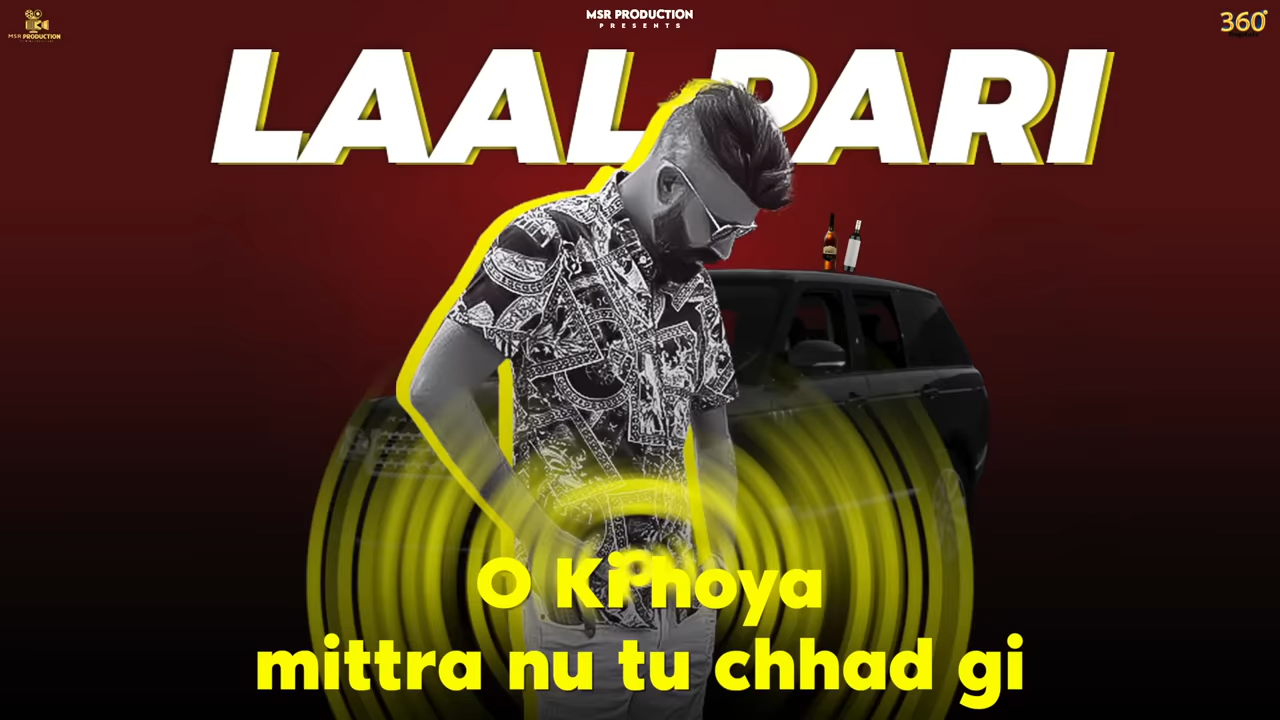 MSR PRODUCTION
PRESENTS
MSR PRODUCTION
360°
LAAL PARI
O Ki hoya
mittra nu tu chhad gi